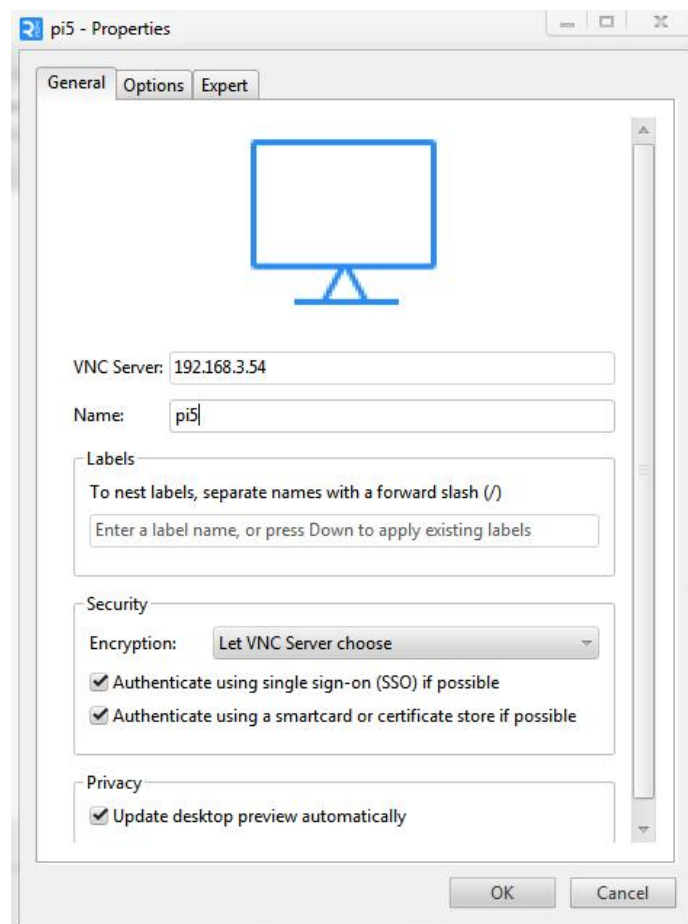 pi5 - Properties
General Options Expert
VNC Server: 192.168.3.54
Name: pi5
Labels
To nest labels, separate names with a forward slash (/)
Enter a label name, or press Down to apply existing labels
Security
Encryption: Let VNC Server choose
Authenticate using single sign-on (SSO) if possible
Authenticate using a smartcard or certificate store if possible
Privacy
Update desktop preview automatically
OK Cancel